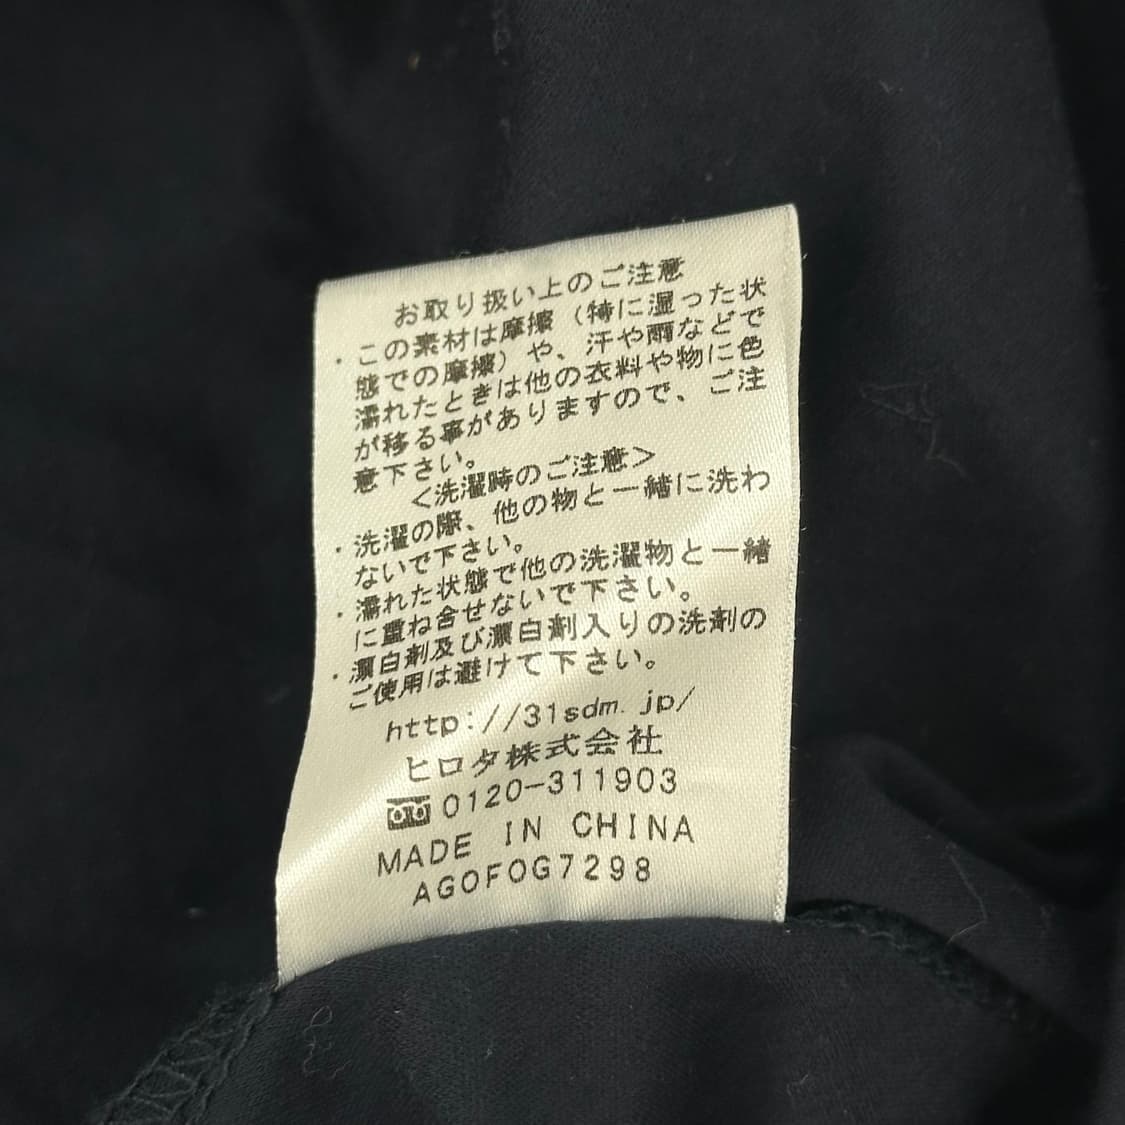 お取り扱い上のご注意
・この素材は摩擦（特に湿った状
態での摩擦）や、汗や雨などで
濡れたときは他の衣料や物に色
が移る事がありますので、ご注
意下さい。
＜洗濯時のご注意＞
・洗濯の際、他の物と一緒に洗わ
ないで下さい。
・濡れた状態で他の洗濯物と一緒
に重ね合せないで下さい。
・漂白剤及び漂白剤入りの洗剤の
ご使用は避けて下さい。
http://31sdm.jp/
ヒロタ株式会社
0120-311903
MADE IN CHINA
AGOFOG7298